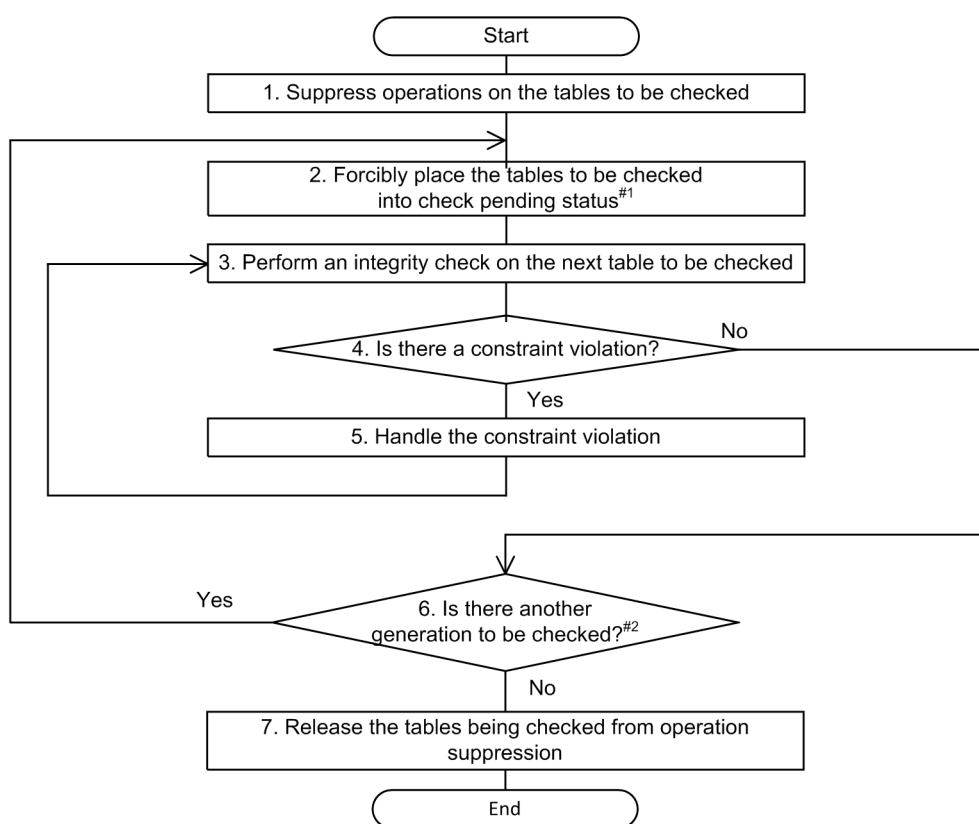 Start
1. Suppress operations on the tables to be checked
2. Forcibly place the tables to be checked
into check pending status#1
3. Perform an integrity check on the next table to be checked
4. Is there a constraint violation?
No
Yes
5. Handle the constraint violation
Yes
6. Is there another
generation to be checked?#2
No
7. Release the tables being checked from operation
suppression
End